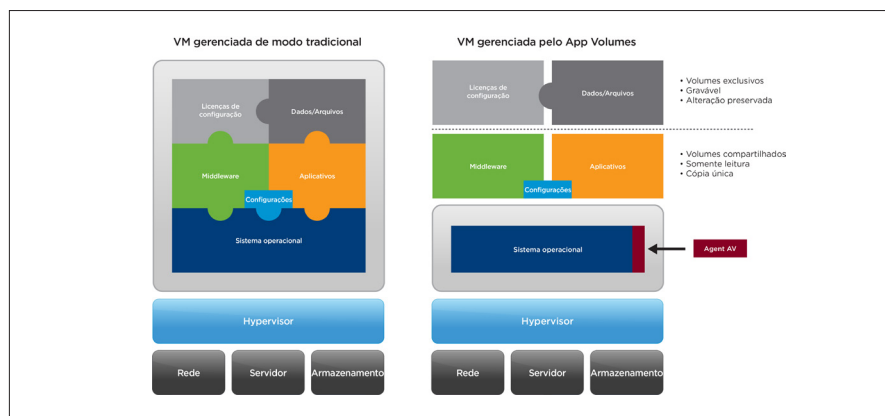 VM gerenciada de modo tradicional
Licenças de
configuração
Dados/Arquivos
Middleware
Aplicativos
Configurações
Sistema operacional
Hypervisor
Rede
Servidor
Armazenamento
VM gerenciada pelo App Volumes
Licenças de
configuração
Dados/Arquivos
• Volumes exclusivos
• Gravável
• Alteração preservada
Middleware
Aplicativos
Configurações
• Volumes compartilhados
• Somente leitura
• Cópia única
Sistema operacional
Agent AV
Hypervisor
Rede
Servidor
Armazenamento